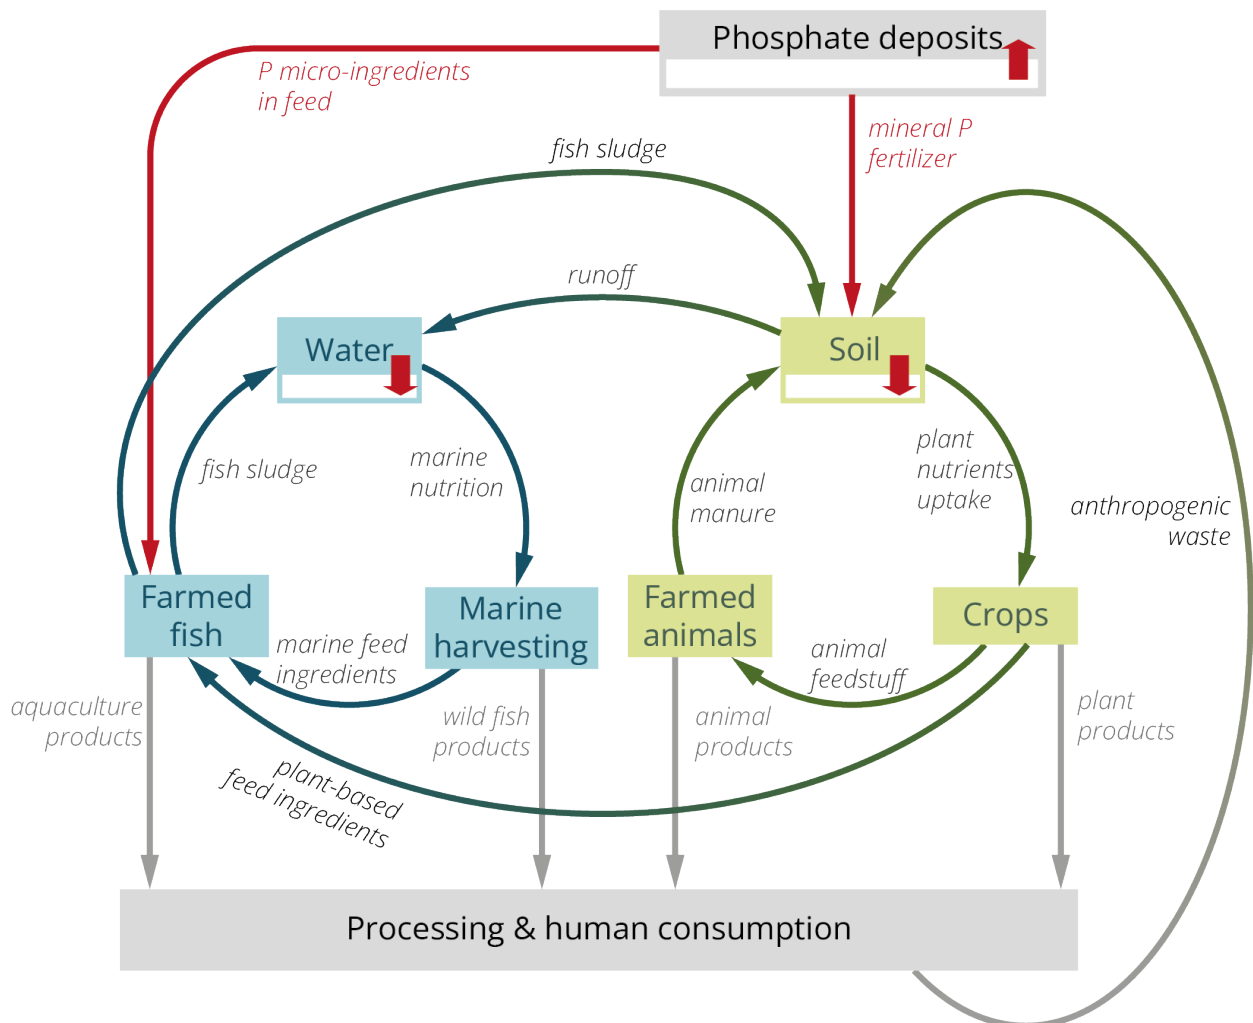 Phosphate deposits
P micro-ingredients
in feed
mineral P
fertilizer
fish sludge
runoff
Water
Soil
fish sludge
marine
nutrition
animal
manure
plant
nutrients
uptake
anthropogenic
waste
Farmed
fish
Marine
harvesting
Farmed
animals
Crops
marine feed
ingredients
animal
feedstuff
aquaculture
products
wild fish
products
animal
products
plant
products
plant-based
feed ingredients
Processing & human consumption